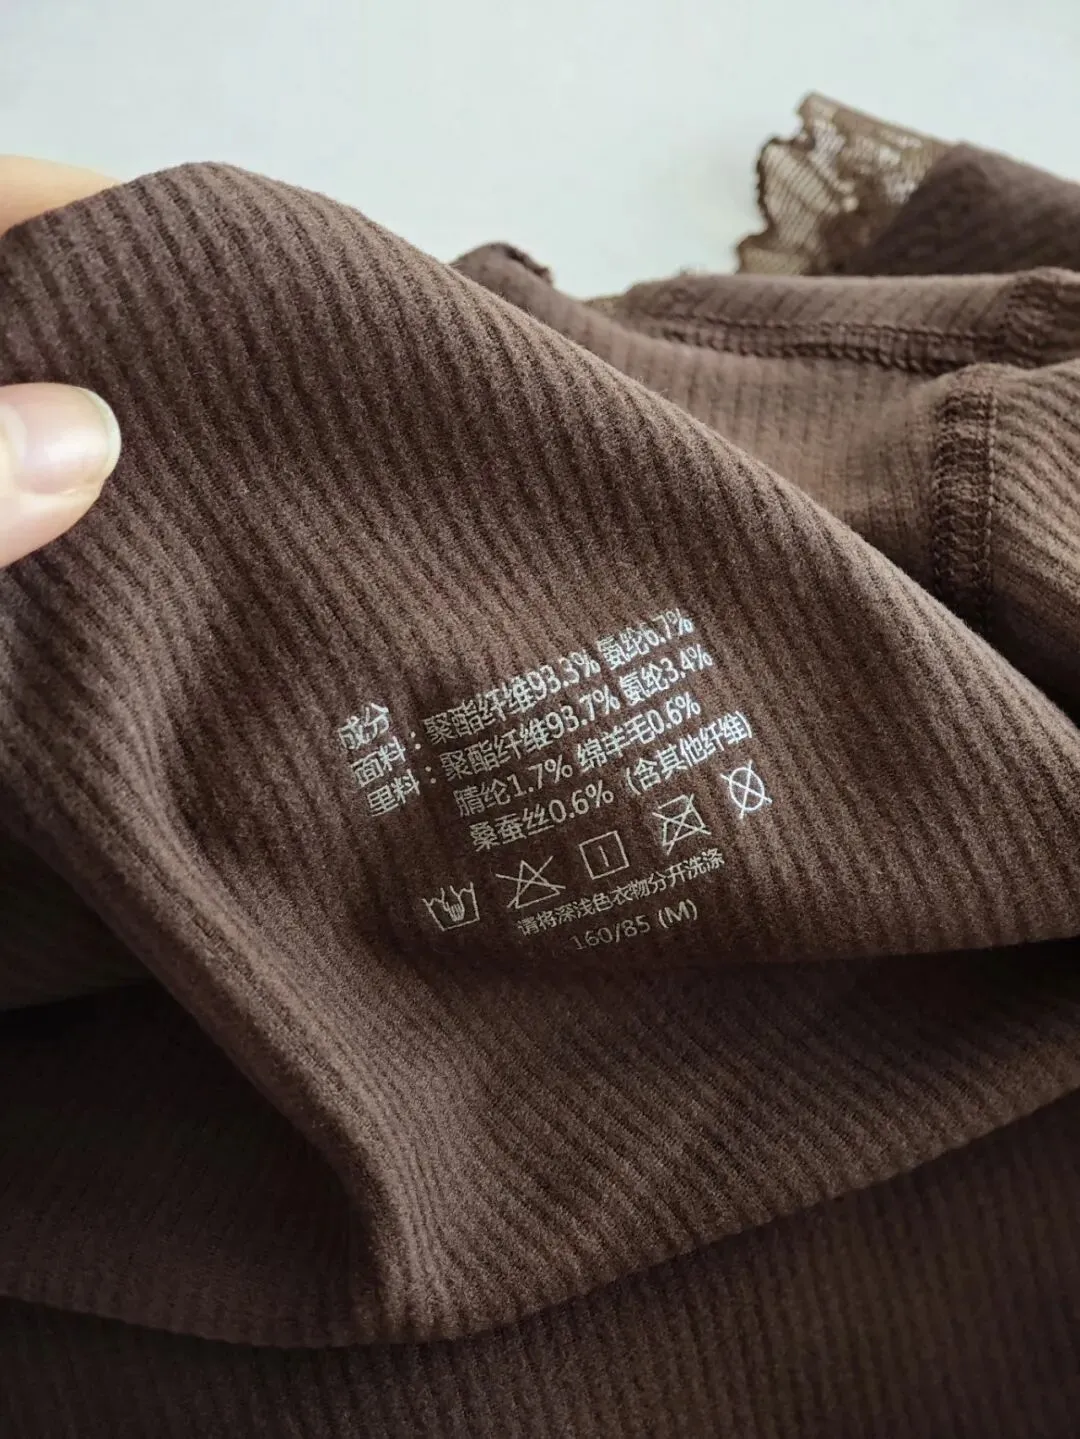 成分
面料：聚酯纤维93.3% 氨纶6.7%
里料：聚酯纤维93.7% 氨纶3.4%
腈纶1.7% 绵羊毛0.6%
桑蚕丝0.6% (含其他纤维)
请将深浅色衣物分开洗涤
160/85 (M)